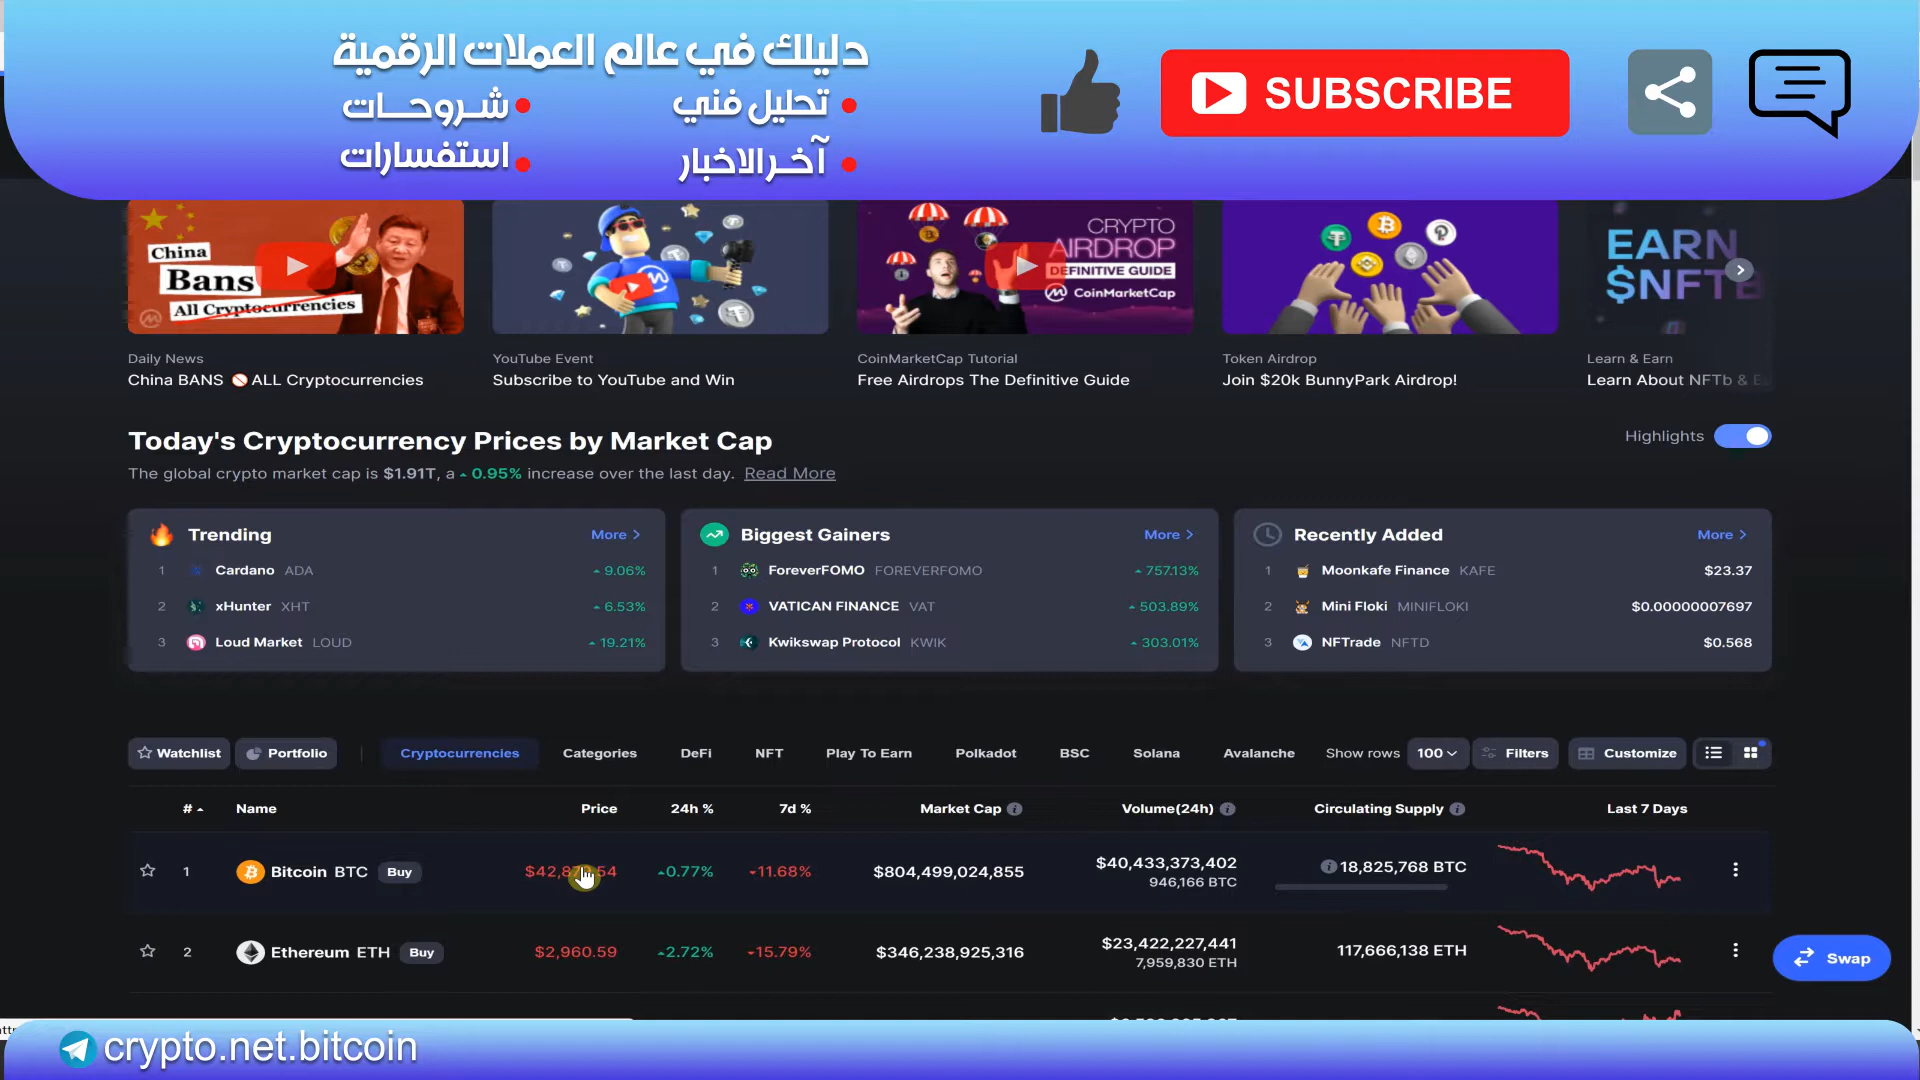 دليلك في عالم العملات الرقمية
• تحليل فني
• شروحات
• آخر الاخبار
• استفسارات
SUBSCRIBE
China
Bans
All Cryptocurrencies
CRYPTO
AIRDROP
DEFINITIVE GUIDE
CoinMarketCap
EARN
$NFTB
Daily News
China BANS 🚫ALL Cryptocurrencies
YouTube Event
Subscribe to YouTube and Win
CoinMarketCap Tutorial
Free Airdrops The Definitive Guide
Token Airdrop
Join $20k BunnyPark Airdrop!
Learn & Earn
Learn About NFTb & E
Today's Cryptocurrency Prices by Market Cap
Highlights
The global crypto market cap is $1.91T, a 0.95% increase over the last day. Read More
Trending More >
1 Cardano ADA 9.06%
2 xHunter XHT 6.53%
3 Loud Market LOUD 19.21%
Biggest Gainers More >
1 ForeverFOMO FOREVERFOMO 757.13%
2 VATICAN FINANCE VAT 503.89%
3 Kwikswap Protocol KWIK 303.01%
Recently Added More >
1 Moonkafe Finance KAFE $23.37
2 Mini Floki MINIFLOKI $0.00000007697
3 NFTrade NFTD $0.568
Watchlist Portfolio Cryptocurrencies Categories DeFi NFT Play To Earn Polkadot BSC Solana Avalanche Show rows 100 Filters Customize
# Name Price 24h % 7d % Market Cap Volume(24h) Circulating Supply Last 7 Days
1 Bitcoin BTC Buy 0.77% 11.68% $804,499,024,855 $40,433,373,402 18,825,768 BTC
946,166 BTC
2 Ethereum ETH Buy $2,960.59 2.72% 15.79% $346,238,925,316 $23,422,227,441 117,666,138 ETH
7,959,830 ETH
Swap
crypto.net.bitcoin